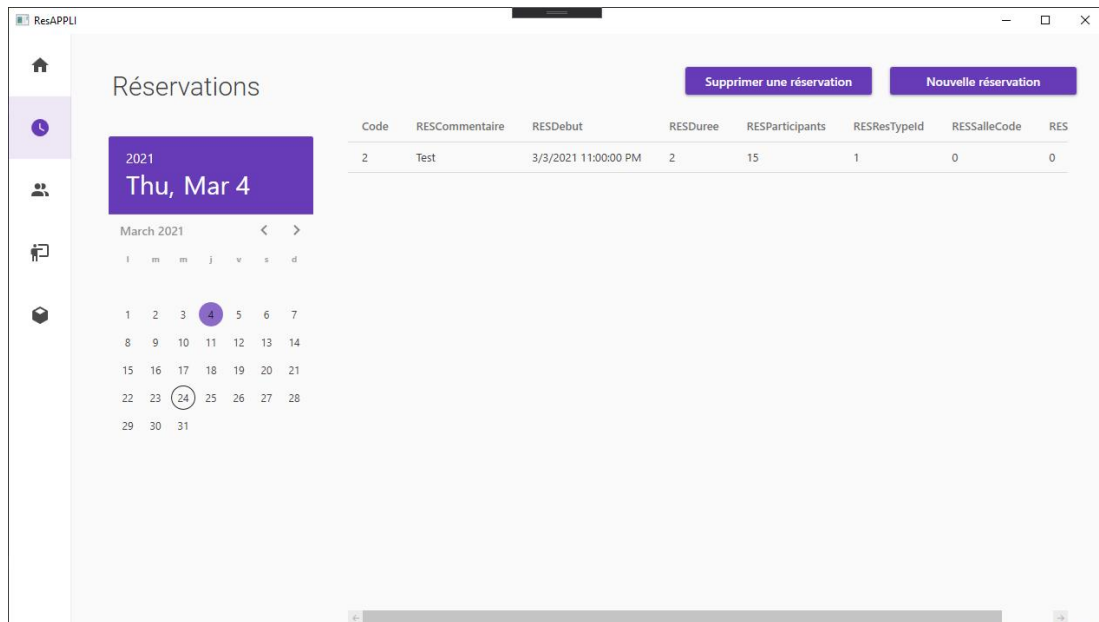 ResAPPLI
Réservations
Supprimer une réservation
Nouvelle réservation
2021
Thu, Mar 4
March 2021
l m m j v s d
1 2 3 4 5 6 7
8 9 10 11 12 13 14
15 16 17 18 19 20 21
22 23 24 25 26 27 28
29 30 31
Code RESCommentaire RESDebut RESDuree RESParticipants RESResTypeId RESSalleCode RES
2 Test 3/3/2021 11:00:00 PM 2 15 1 0 0